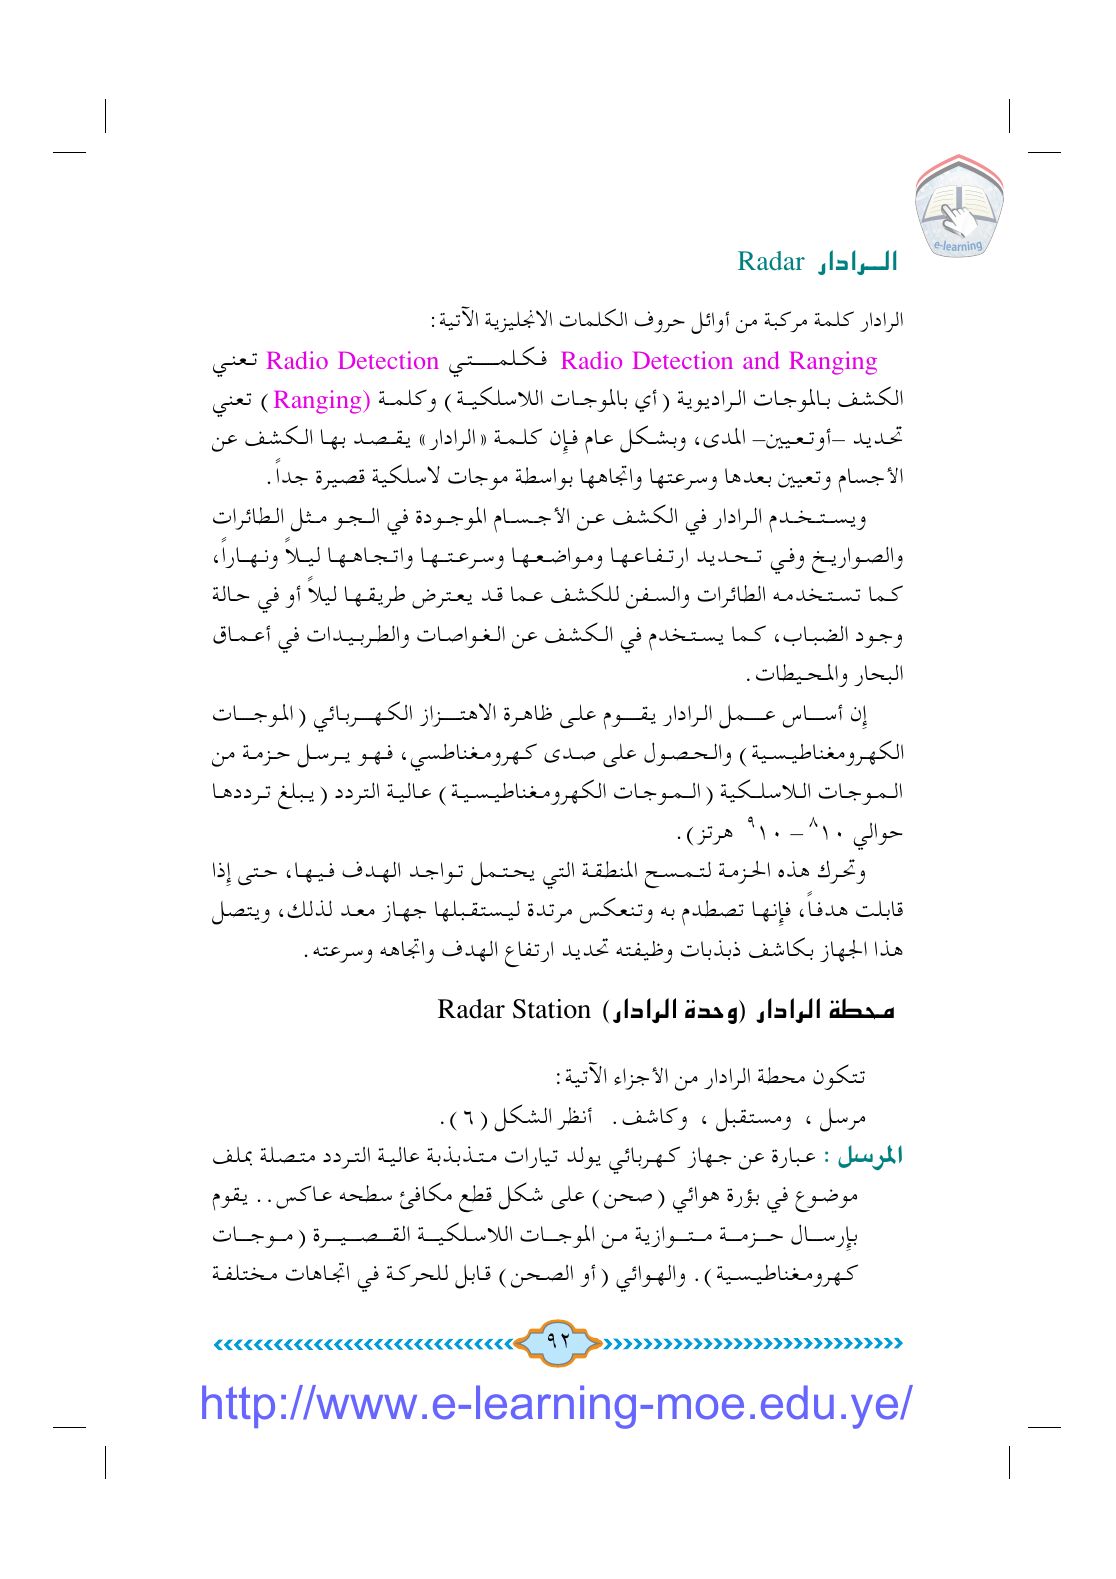 e-learning
الـــرادار Radar
الرادار كلمة مركبة من أوائل حروف الكلمات الانجليزية الآتية:
Radio Detection and Ranging فكلمــــتي Radio Detection تعني
الكشف بالموجات الراديوية (أي بالموجات اللاسلكية) وكلمة (Ranging) تعني
تحديد –أوتعيين– المدى، وبشكل عام فإن كلمة «الرادار» يقصد بها الكشف عن
الأجسام وتعيين بعدها وسرعتها واتجاهها بواسطة موجات لاسلكية قصيرة جداً.
ويستخدم الرادار في الكشف عن الأجسام الموجودة في الجو مثل الطائرات
والصواريخ وفي تحديد ارتفاعها ومواضعها وسرعتها واتجاهها ليلاً ونهاراً،
كما تستخدمه الطائرات والسفن للكشف عما قد يعترض طريقها ليلاً أو في حالة
وجود الضباب، كما يستخدم في الكشف عن الغواصات والطربيدات في أعماق
البحار والمحيطات.
إن أساس عمل الرادار يقوم على ظاهرة الاهتزاز الكهربائي (الموجات
الكهرومغناطيسية) والحصول على صدى كهرومغناطسي، فهو يرسل حزمة من
الموجات اللاسلكية (الموجات الكهرومغناطيسية) عالية التردد (يبلغ ترددها
حوالي ١٠^٨ – ١٠^٩ هرتز).
وتحرك هذه الحزمة لتمسح المنطقة التي يحتمل تواجد الهدف فيها، حتى إذا
قابلت هدفاً، فإنها تصطدم به وتنعكس مرتدة ليستقبلها جهاز معد لذلك، ويتصل
هذا الجهاز بكاشف ذبذبات وظيفته تحديد ارتفاع الهدف واتجاهه وسرعته.
محطة الرادار (وحدة الرادار) Radar Station
تتكون محطة الرادار من الأجزاء الآتية:
مرسل ، ومستقبل ، وكاشف. أنظر الشكل (٦).
المرسل : عبارة عن جهاز كهربائي يولد تيارات متذبذبة عالية التردد متصلة بملف
موضوع في بؤرة هوائي (صحن) على شكل قطع مكافئ سطحه عاكس.. يقوم
بإرسال حزمة متوازية من الموجات اللاسلكية القصيرة (موجات
كهرومغناطيسية). والهوائي (أو الصحن) قابل للحركة في اتجاهات مختلفة
٩٢
http://www.e-learning-moe.edu.ye/